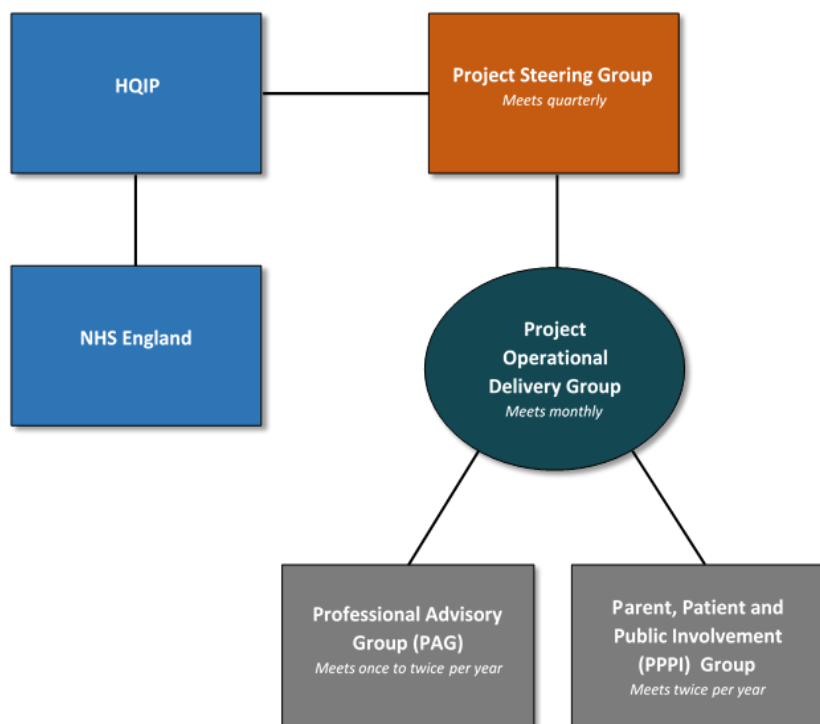 HQIP
Project Steering Group
Meets quarterly
NHS England
Project
Operational
Delivery Group
Meets monthly
Professional Advisory
Group (PAG)
Meets once to twice per year
Parent, Patient and
Public Involvement
(PPPI) Group
Meets twice per year